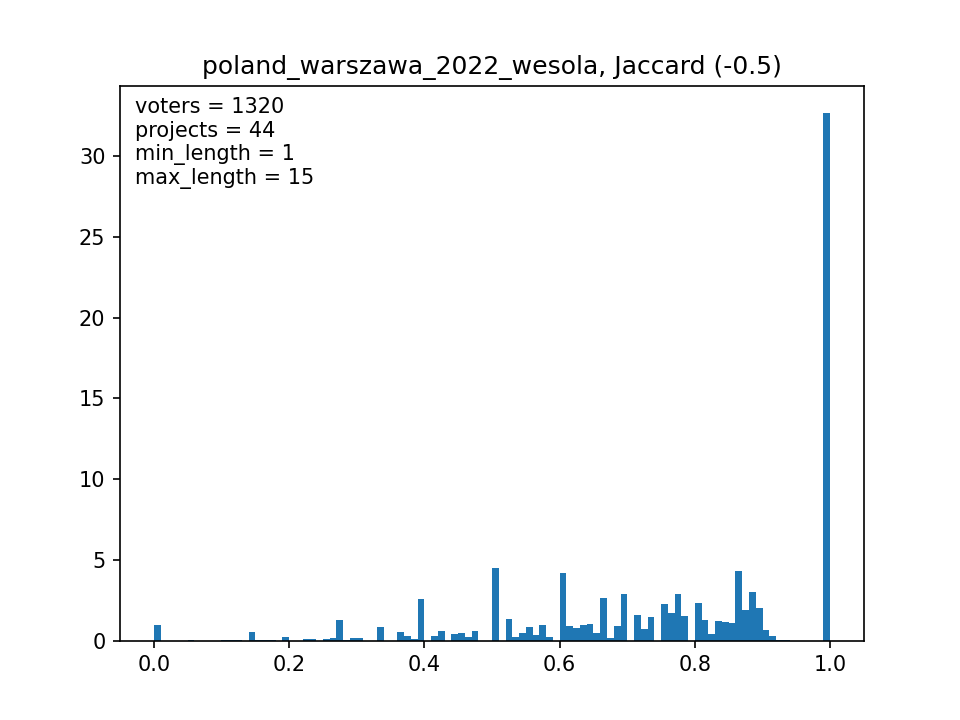 poland_warszawa_2022_wesola, Jaccard (-0.5)
voters = 1320
projects = 44
min_length = 1
max_length = 15
30
25
20
15
10
5
0
0.0 0.2 0.4 0.6 0.8 1.0